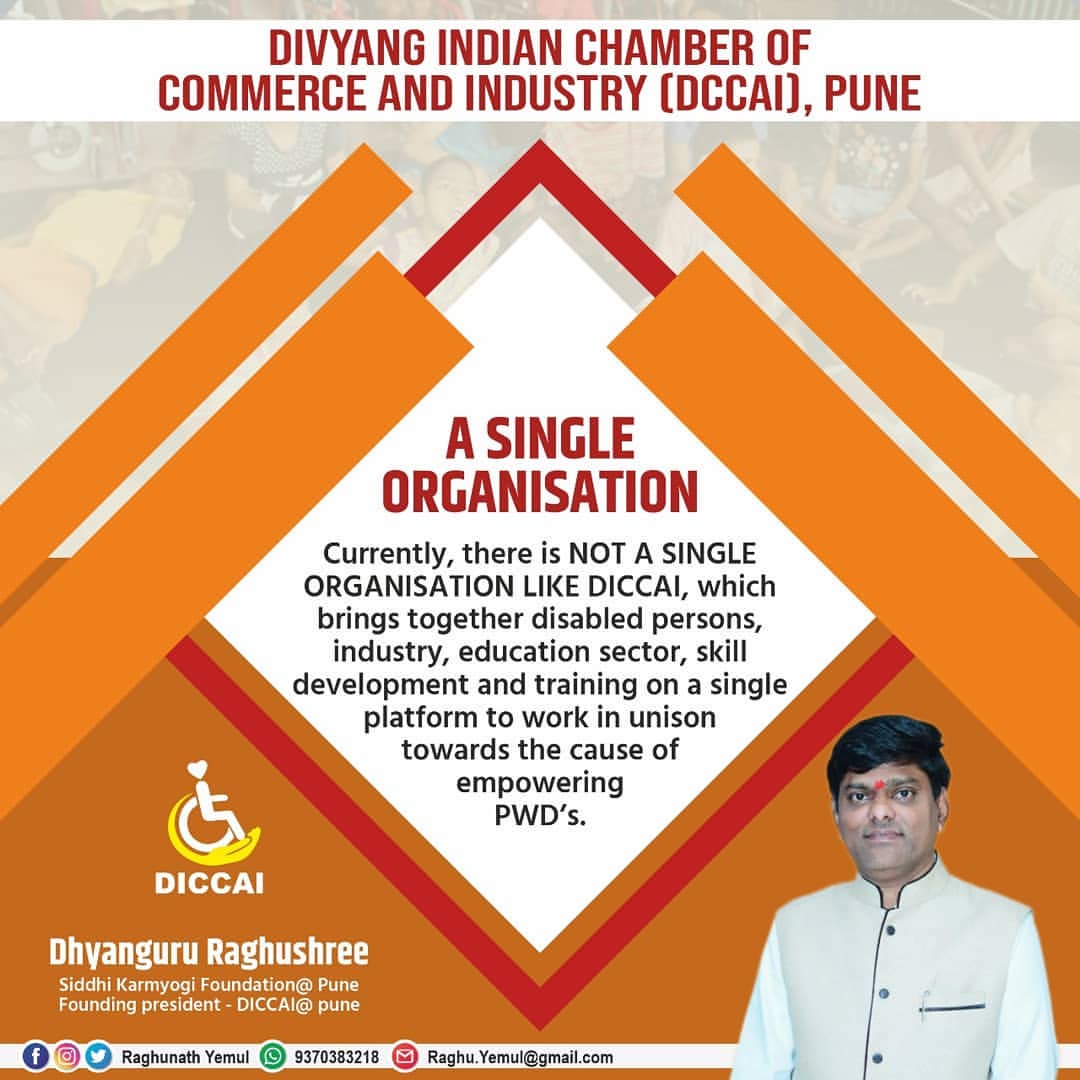 DIVYANG INDIAN CHAMBER OF
COMMERCE AND INDUSTRY (DCCAI), PUNE
A SINGLE
ORGANISATION
Currently, there is NOT A SINGLE
ORGANISATION LIKE DICCAI, which
brings together disabled persons,
industry, education sector, skill
development and training on a single
platform to work in unison
towards the cause of
empowering
PWD's.
DICCAI
Dhyanguru Raghushree
Siddhi Karmyogi Foundation@ Pune
Founding president - DICCAI@ pune
Raghunath Yemul 9370383218 Raghu.Yemul@gmail.com